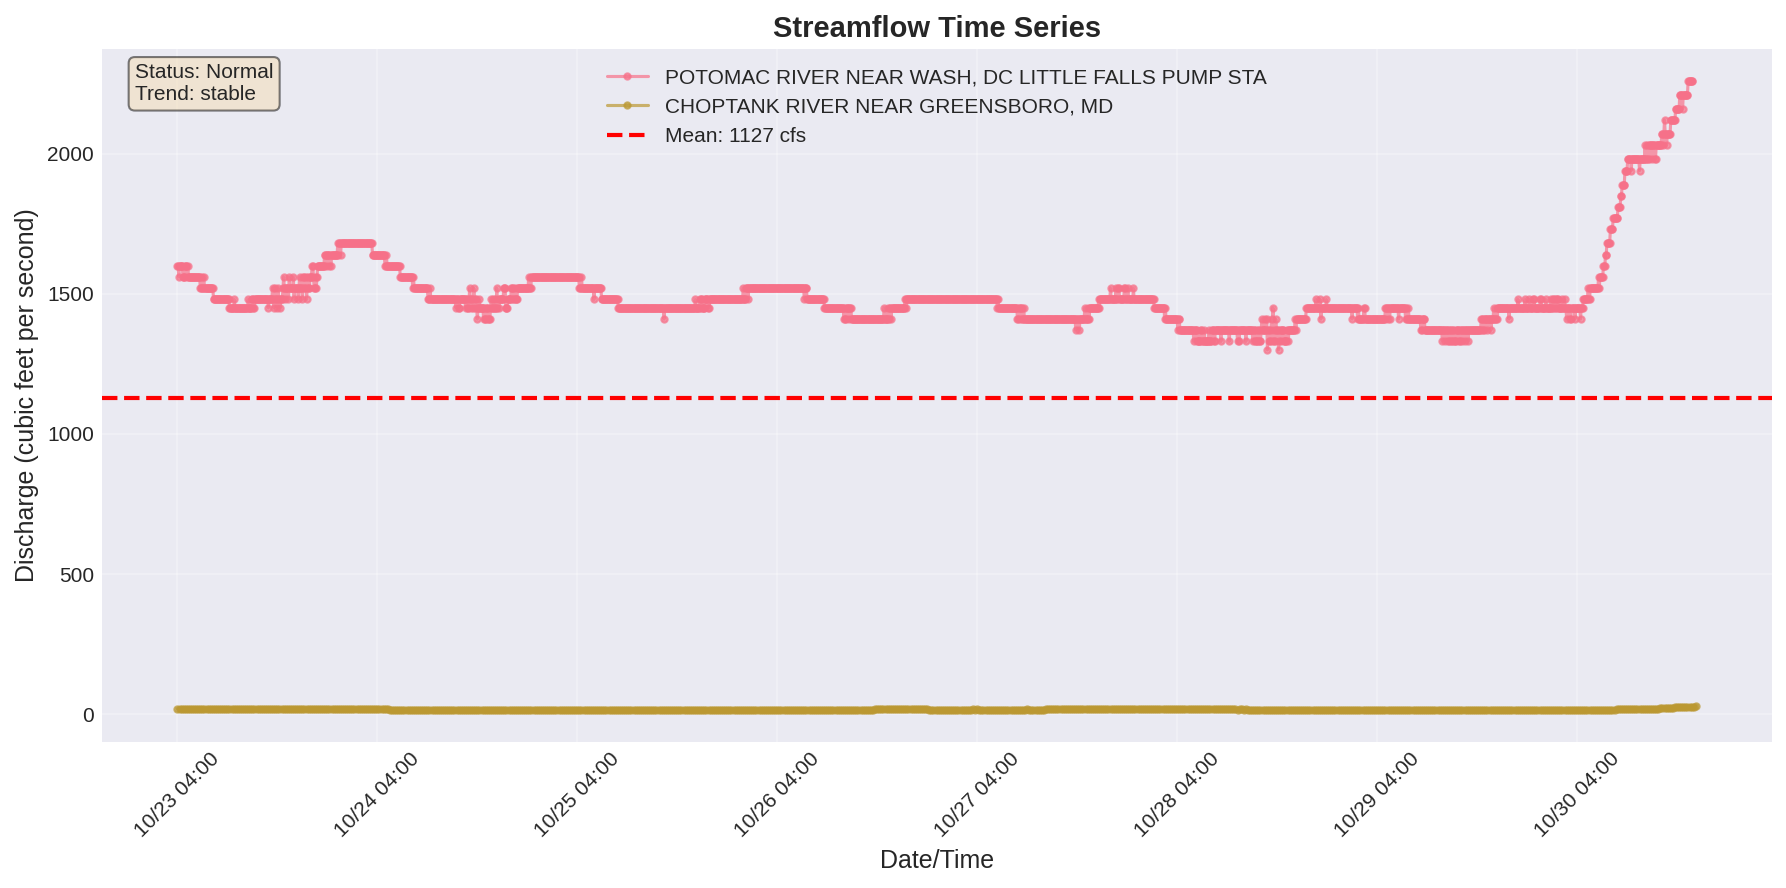 Streamflow Time Series
Status: Normal
Trend: stable
POTOMAC RIVER NEAR WASH, DC LITTLE FALLS PUMP STA
CHOPTANK RIVER NEAR GREENSBORO, MD
Mean: 1127 cfs
Discharge (cubic feet per second)
2000
1500
1000
500
0
10/23 04:00
10/24 04:00
10/25 04:00
10/26 04:00
10/27 04:00
10/28 04:00
10/29 04:00
10/30 04:00
Date/Time